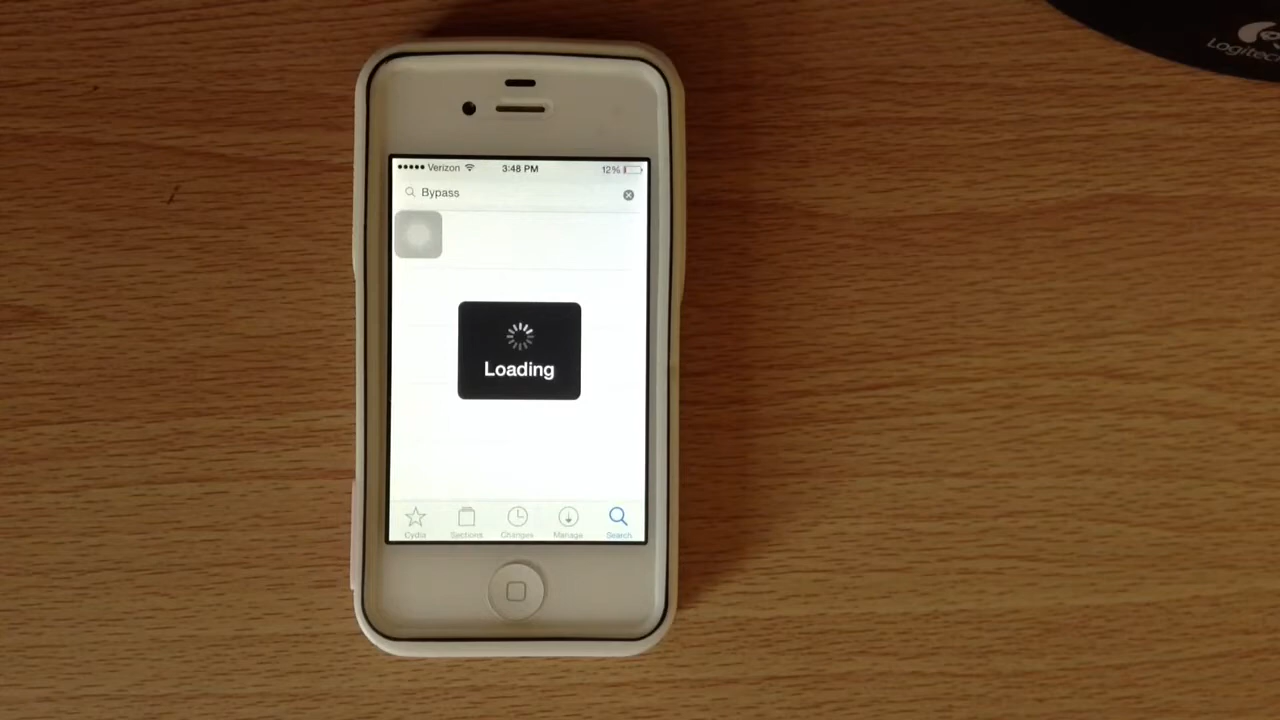 Logitech
Verizon 3:48 PM 12%
Bypass
Loading
Cydia Sections Changes Manage Search